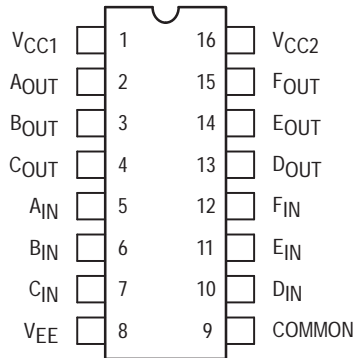 VCC1 1 16 VCC2
AOUT 2 15 FOUT
BOUT 3 14 EOUT
COUT 4 13 DOUT
AIN 5 12 FIN
BIN 6 11 EIN
CIN 7 10 DIN
VEE 8 9 COMMON